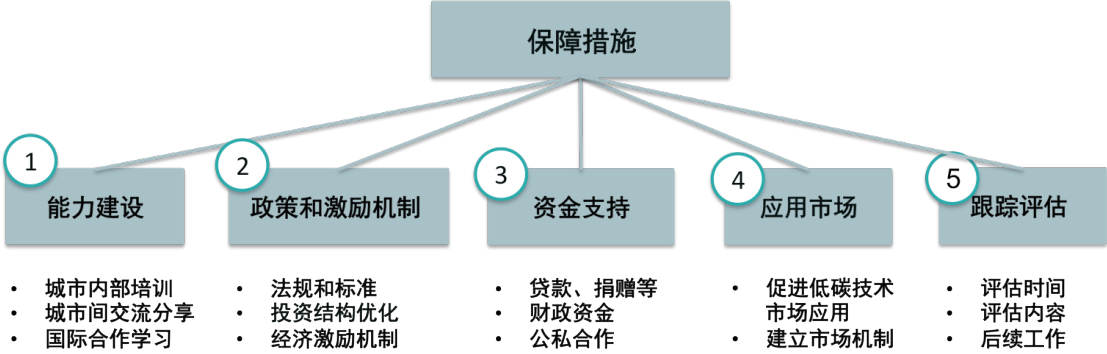 保障措施
1
能力建设
• 城市内部培训
• 城市间交流分享
• 国际合作学习
2
政策和激励机制
• 法规和标准
• 投资结构优化
• 经济激励机制
3
资金支持
• 贷款、捐赠等
• 财政资金
• 公私合作
4
应用市场
• 促进低碳技术
市场应用
• 建立市场机制
5
跟踪评估
• 评估时间
• 评估内容
• 后续工作